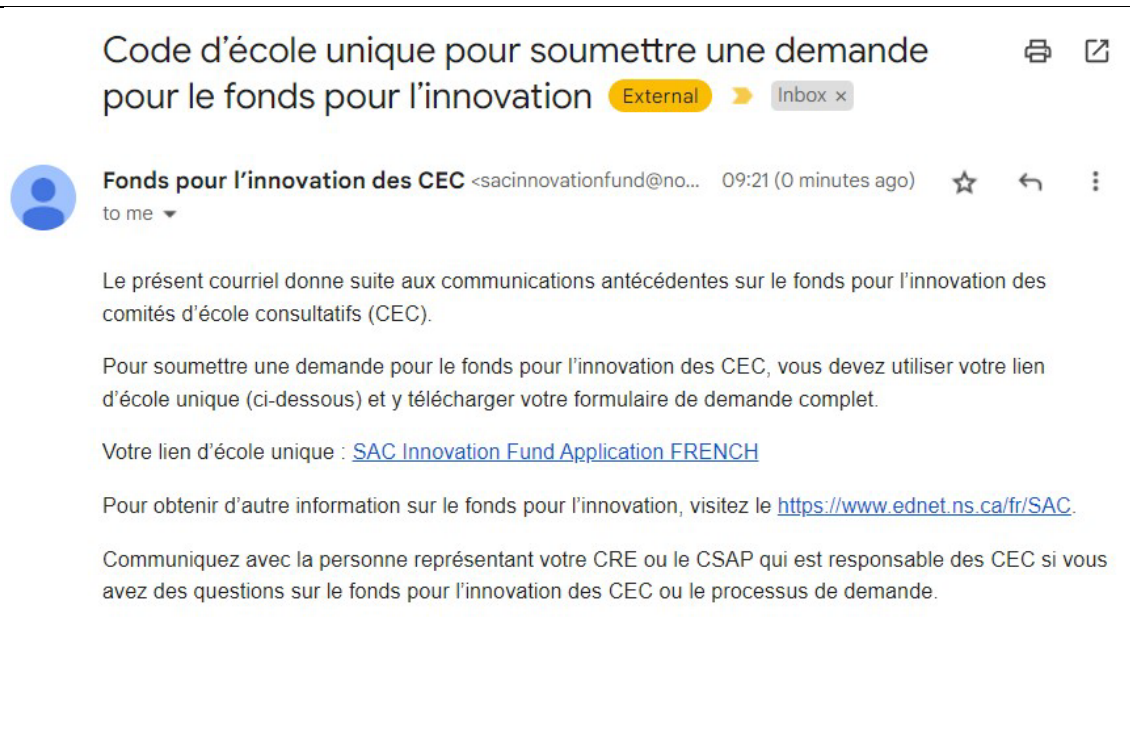 Code d’école unique pour soumettre une demande
pour le fonds pour l’innovation External Inbox ×
Fonds pour l’innovation des CEC <sacinnovationfund@no... 09:21 (0 minutes ago)
to me
Le présent courriel donne suite aux communications antécédentes sur le fonds pour l’innovation des
comités d’école consultatifs (CEC).
Pour soumettre une demande pour le fonds pour l’innovation des CEC, vous devez utiliser votre lien
d’école unique (ci-dessous) et y télécharger votre formulaire de demande complet.
Votre lien d’école unique : SAC Innovation Fund Application FRENCH
Pour obtenir d’autre information sur le fonds pour l’innovation, visitez le https://www.ednet.ns.ca/fr/SAC.
Communiquez avec la personne représentant votre CRE ou le CSAP qui est responsable des CEC si vous
avez des questions sur le fonds pour l’innovation des CEC ou le processus de demande.